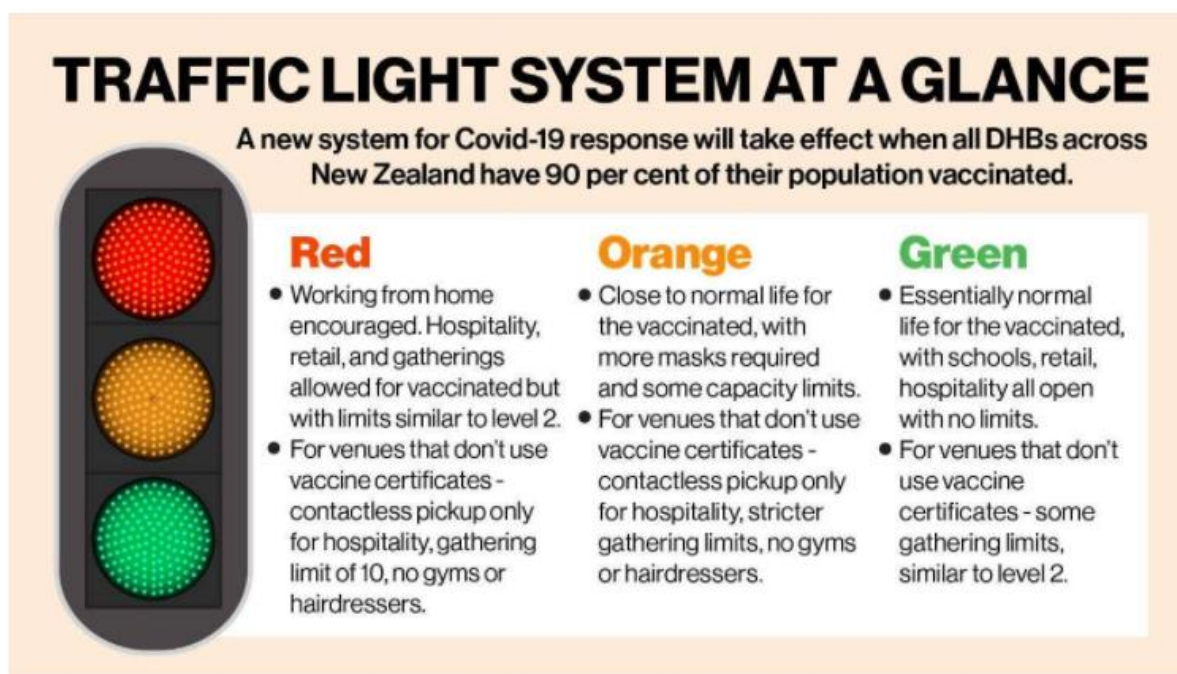 TRAFFIC LIGHT SYSTEM AT A GLANCE
A new system for Covid-19 response will take effect when all DHBs across
New Zealand have 90 per cent of their population vaccinated.
Red
• Working from home
encouraged. Hospitality,
retail, and gatherings
allowed for vaccinated but
with limits similar to level 2.
• For venues that don't use
vaccine certificates -
contactless pickup only
for hospitality, gathering
limit of 10, no gyms or
hairdressers.
Orange
• Close to normal life for
the vaccinated, with
more masks required
and some capacity limits.
• For venues that don't use
vaccine certificates -
contactless pickup only
for hospitality, stricter
gathering limits, no gyms
or hairdressers.
Green
• Essentially normal
life for the vaccinated,
with schools, retail,
hospitality all open
with no limits.
• For venues that don't
use vaccine
certificates - some
gathering limits,
similar to level 2.